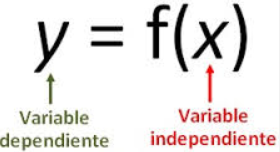 y = f(x)
Variable
dependiente
Variable
independiente